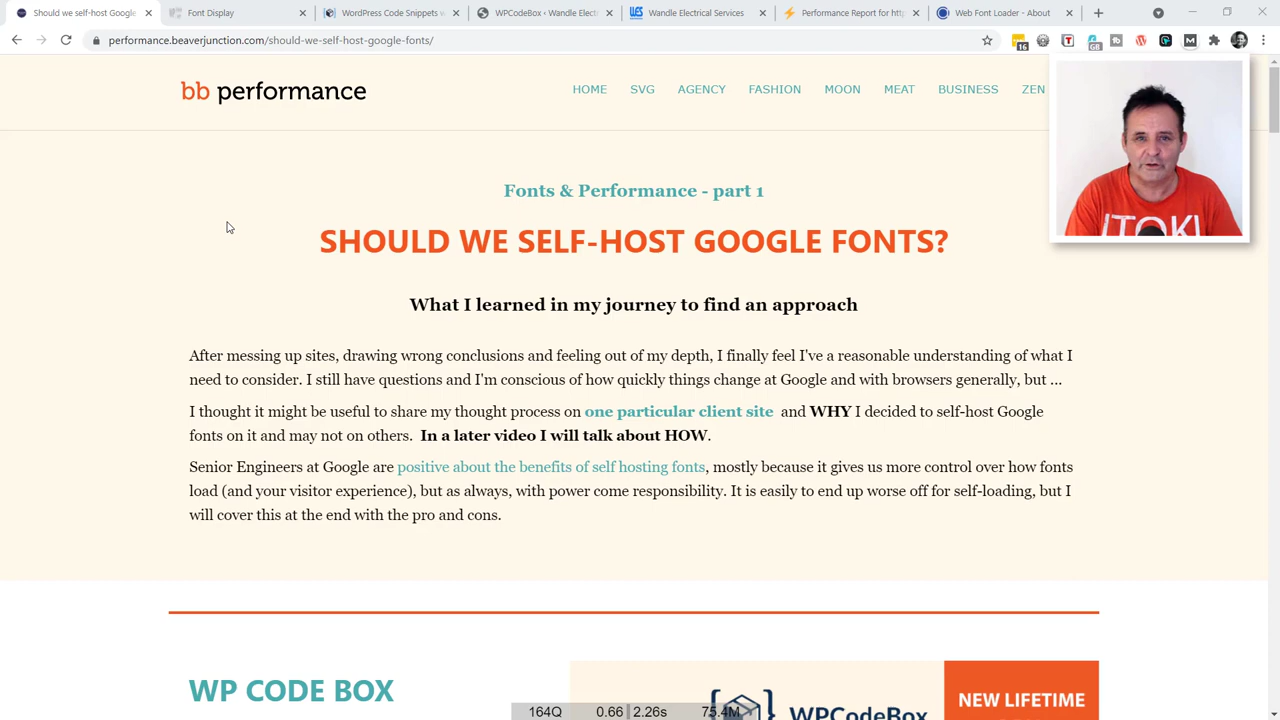 Should we self-host Google
Font Display
WordPress Code Snippets w
WPCodeBox ‹ Wandle Electri
Wandle Electrical Services
Performance Report for http
Web Font Loader - About
performance.beaverjunction.com/should-we-self-host-google-fonts/
16
GB
bb performance
HOME SVG AGENCY FASHION MOON MEAT BUSINESS ZEN
Fonts & Performance - part 1
SHOULD WE SELF-HOST GOOGLE FONTS?
What I learned in my journey to find an approach
After messing up sites, drawing wrong conclusions and feeling out of my depth, I finally feel I've a reasonable understanding of what I
need to consider. I still have questions and I'm conscious of how quickly things change at Google and with browsers generally, but ...
I thought it might be useful to share my thought process on one particular client site and WHY I decided to self-host Google
fonts on it and may not on others. In a later video I will talk about HOW.
Senior Engineers at Google are positive about the benefits of self hosting fonts, mostly because it gives us more control over how fonts
load (and your visitor experience), but as always, with power come responsibility. It is easily to end up worse off for self-loading, but I
will cover this at the end with the pro and cons.
WP CODE BOX
WPCodeBox
NEW LIFETIME
164Q 0.66 2.26s 75.4M